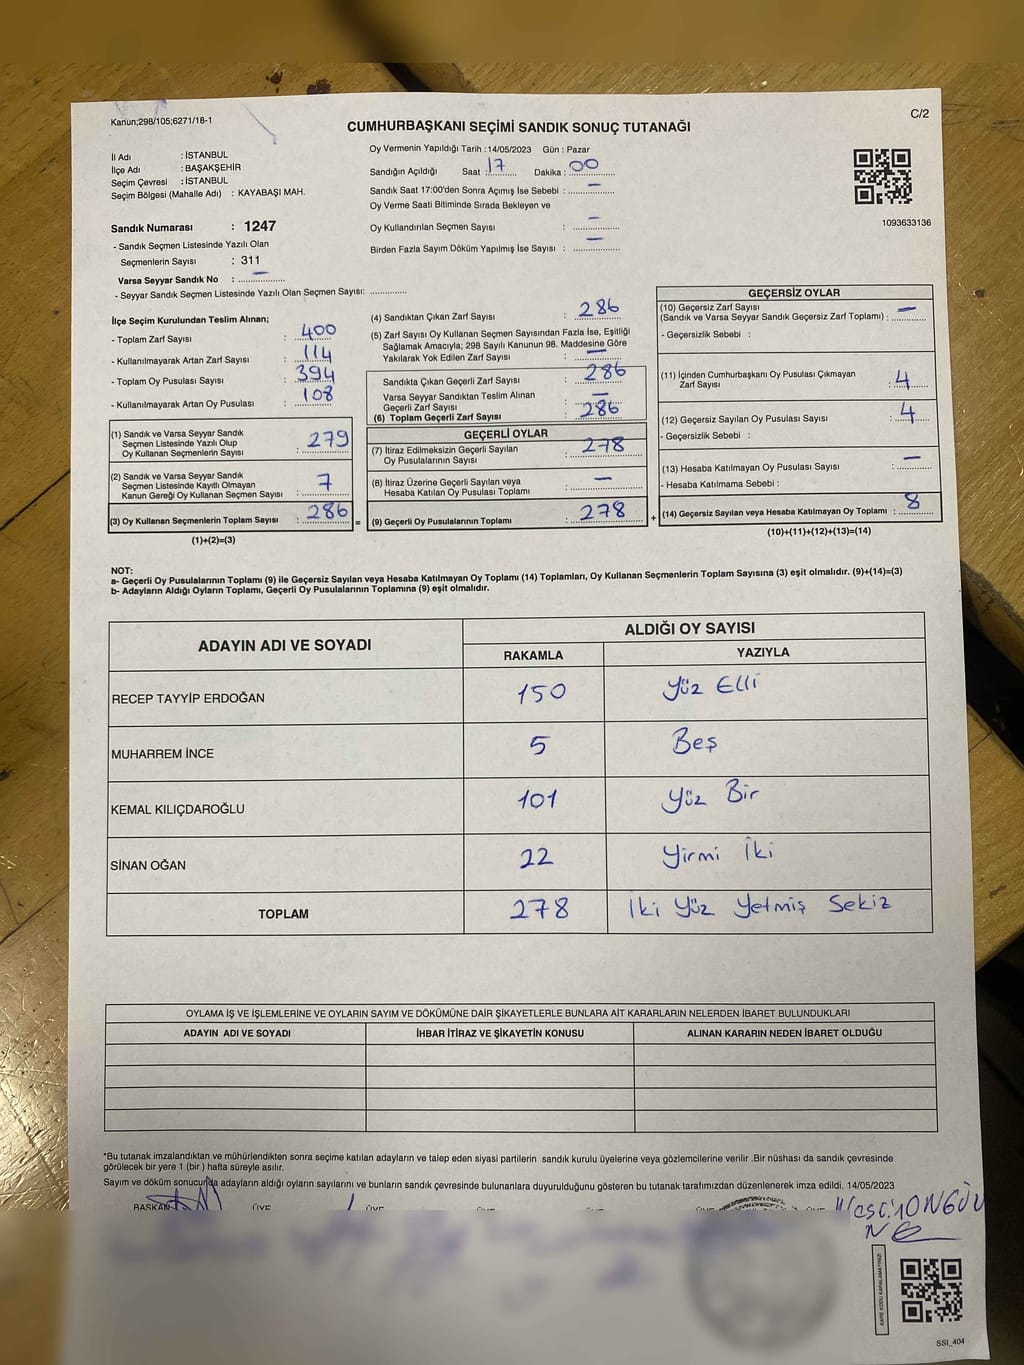 Kanun;298/105;6271/18-1
C/2
CUMHURBAŞKANI SEÇİMİ SANDIK SONUÇ TUTANAĞI
İl Adı : İSTANBUL
İlçe Adı : BAŞAKŞEHİR
Seçim Çevresi : İSTANBUL
Seçim Bölgesi (Mahalle Adı) : KAYABAŞI MAH.
Oy Vermenin Yapıldığı Tarih :14/05/2023 Gün : Pazar
Sandığın Açıldığı Saat : 17 Dakika : 00
Sandık Saat 17:00'den Sonra Açımış İse Sebebi : —
Oy Verme Saati Bitiminde Sırada Bekleyen ve
Oy Kullandırılan Seçmen Sayısı : —
Birden Fazla Sayım Döküm Yapılmış İse Sayısı : —
1093633136
Sandık Numarası : 1247
- Sandık Seçmen Listesinde Yazılı Olan
Seçmenlerin Sayısı : 311
Varsa Seyyar Sandık No : —
- Seyyar Sandık Seçmen Listesinde Yazılı Olan Seçmen Sayısı: ..............
İlçe Seçim Kurulundan Teslim Alınan;
- Toplam Zarf Sayısı : 400
- Kullanılmayarak Artan Zarf Sayısı : 114
- Toplam Oy Pusulası Sayısı : 394
- Kullanılmayarak Artan Oy Pusulası : 108
(1) Sandık ve Varsa Seyyar Sandık
Seçmen Listesinde Yazılı Olup
Oy Kullanan Seçmenlerin Sayısı : 279
(2) Sandık ve Varsa Seyyar Sandık
Seçmen Listesinde Kayıtlı Olmayan
Kanun Gereği Oy Kullanan Seçmen Sayısı : 7
(3) Oy Kullanan Seçmenlerin Toplam Sayısı : 286 =
(1)+(2)=(3)
(4) Sandıktan Çıkan Zarf Sayısı : 286
(5) Zarf Sayısı Oy Kullanan Seçmen Sayısından Fazla İse, Eşitliği
Sağlamak Amacıyla; 298 Sayılı Kanunun 98. Maddesine Göre
Yakılarak Yok Edilen Zarf Sayısı : —
Sandıkta Çıkan Geçerli Zarf Sayısı : 286
Varsa Seyyar Sandıktan Teslim Alınan
Geçerli Zarf Sayısı : —
(6) Toplam Geçerli Zarf Sayısı : 286
GEÇERLİ OYLAR
(7) İtiraz Edilmeksizin Geçerli Sayılan
Oy Pusulalarının Sayısı : 278
(8) İtiraz Üzerine Geçerli Sayılan veya
Hesaba Katılan Oy Pusulası Toplamı : —
(9) Geçerli Oy Pusulalarının Toplamı : 278 +
GEÇERSİZ OYLAR
(10) Geçersiz Zarf Sayısı
(Sandık ve Varsa Seyyar Sandık Geçersiz Zarf Toplamı) : —
- Geçersizlik Sebebi :
(11) İçinden Cumhurbaşkanı Oy Pusulası Çıkmayan
Zarf Sayısı : 4
(12) Geçersiz Sayılan Oy Pusulası Sayısı : 4
- Geçersizlik Sebebi :
(13) Hesaba Katılmayan Oy Pusulası Sayısı : —
- Hesaba Katılmama Sebebi :
(14) Geçersiz Sayılan veya Hesaba Katılmayan Oy Toplamı : 8
(10)+(11)+(12)+(13)=(14)
NOT:
a- Geçerli Oy Pusulalarının Toplamı (9) ile Geçersiz Sayılan veya Hesaba Katılmayan Oy Toplamı (14) Toplamları, Oy Kullanan Seçmenlerin Toplam Sayısına (3) eşit olmalıdır. (9)+(14)=(3)
b- Adayların Aldığı Oyların Toplamı, Geçerli Oy Pusulalarının Toplamına (9) eşit olmalıdır.
ADAYIN ADI VE SOYADI ALDIĞI OY SAYISI
RAKAMLA YAZIYLA
RECEP TAYYİP ERDOĞAN 150 Yüz Elli
MUHARREM İNCE 5 Beş
KEMAL KILIÇDAROĞLU 101 Yüz Bir
SİNAN OĞAN 22 Yirmi İki
TOPLAM 278 İki Yüz Yetmiş Sekiz
OYLAMA İŞ VE İŞLEMLERİNE VE OYLARIN SAYIM VE DÖKÜMÜNE DAİR ŞİKAYETLERLE BUNLARA AİT KARARLARIN NELERDEN İBARET BULUNDUKLARI
ADAYIN ADI VE SOYADI İHBAR İTİRAZ VE ŞİKAYETİN KONUSU ALINAN KARARIN NEDEN İBARET OLDUĞU
*Bu tutanak imzalandıktan ve mühürlendikten sonra seçime katılan adayların ve talep eden siyasi partilerin sandık kurulu üyelerine veya gözlemcilerine verilir .Bir nüshası da sandık çevresinde
görülecek bir yere 1 (bir ) hafta süreyle asılır.
Sayım ve döküm sonucunda adayların aldığı oyların sayılarını ve bunların sandık çevresinde bulunanlara duyurulduğunu gösteren bu tutanak tarafımızdan düzenlenerek imza edildi. 14/05/2023
BAŞKAN ÜYE ÜYE
KARE KODU KARALAMAYINIZ!
SSI_404